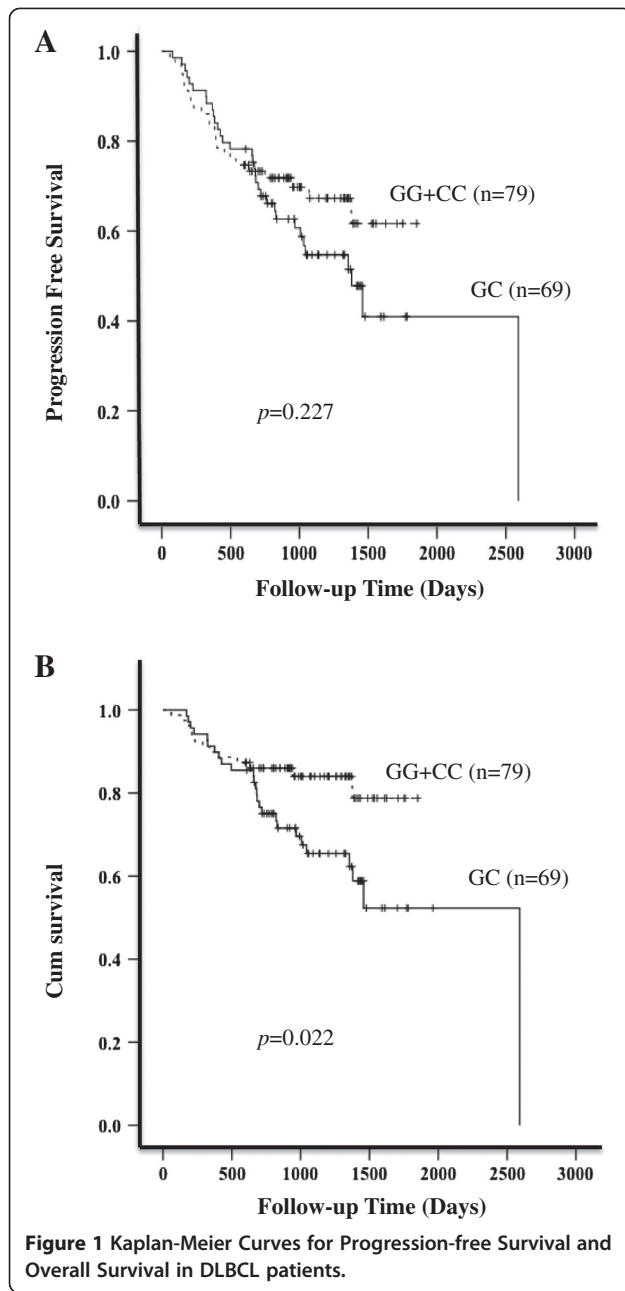 A
Progression Free Survival
1.0
0.8
0.6
0.4
0.2
0.0
GG+CC (n=79)
GC (n=69)
p=0.227
0 500 1000 1500 2000 2500 3000
Follow-up Time (Days)
B
Cum survival
1.0
0.8
0.6
0.4
0.2
0.0
GG+CC (n=79)
GC (n=69)
p=0.022
0 500 1000 1500 2000 2500 3000
Follow-up Time (Days)
Figure 1 Kaplan-Meier Curves for Progression-free Survival and
Overall Survival in DLBCL patients.